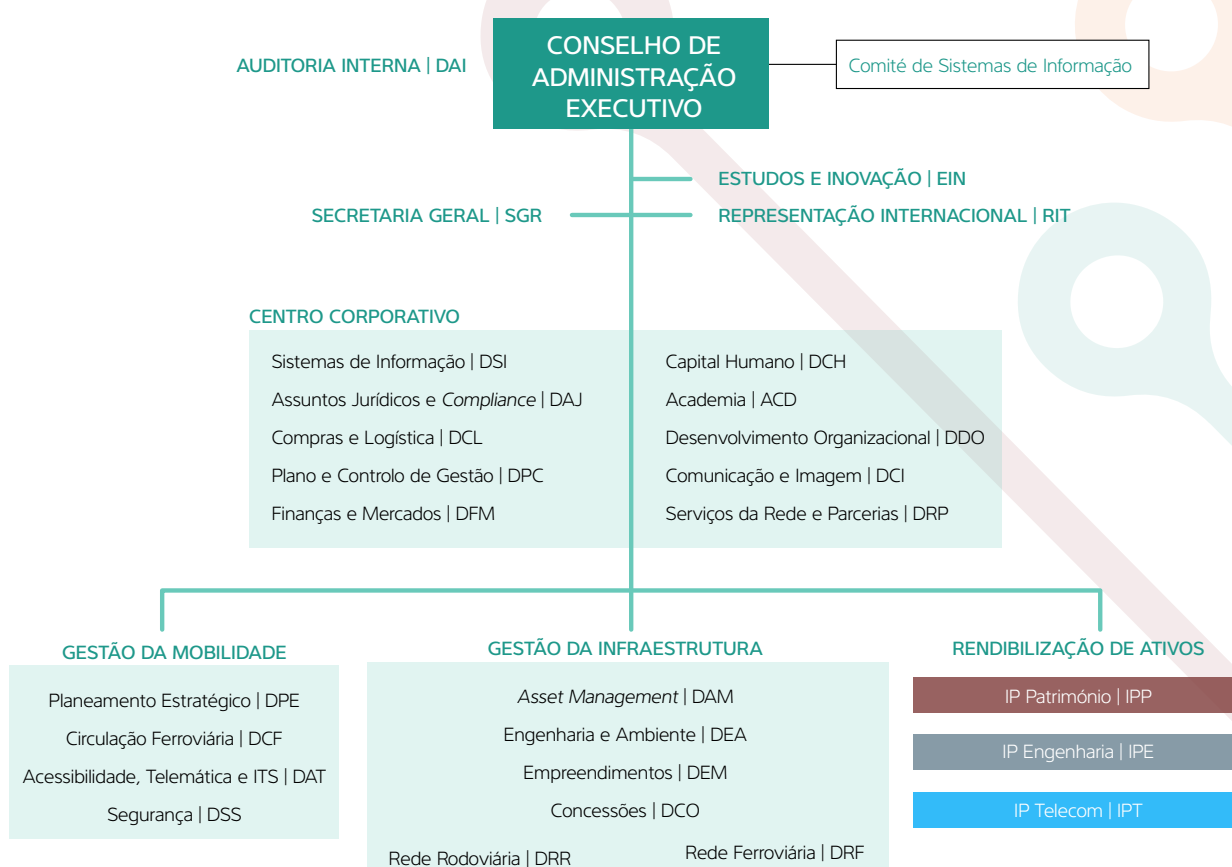 AUDITORIA INTERNA | DAI
CONSELHO DE
ADMINISTRAÇÃO
EXECUTIVO
Comité de Sistemas de Informação
ESTUDOS E INOVAÇÃO | EIN
SECRETARIA GERAL | SGR
REPRESENTAÇÃO INTERNACIONAL | RIT
CENTRO CORPORATIVO
Sistemas de Informação | DSI
Assuntos Jurídicos e Compliance | DAJ
Compras e Logística | DCL
Plano e Controlo de Gestão | DPC
Finanças e Mercados | DFM
Capital Humano | DCH
Academia | ACD
Desenvolvimento Organizacional | DDO
Comunicação e Imagem | DCI
Serviços da Rede e Parcerias | DRP
GESTÃO DA MOBILIDADE
Planeamento Estratégico | DPE
Circulação Ferroviária | DCF
Acessibilidade, Telemática e ITS | DAT
Segurança | DSS
GESTÃO DA INFRAESTRUTURA
Asset Management | DAM
Engenharia e Ambiente | DEA
Empreendimentos | DEM
Concessões | DCO
Rede Rodoviária | DRR
Rede Ferroviária | DRF
RENDIBILIZAÇÃO DE ATIVOS
IP Património | IPP
IP Engenharia | IPE
IP Telecom | IPT